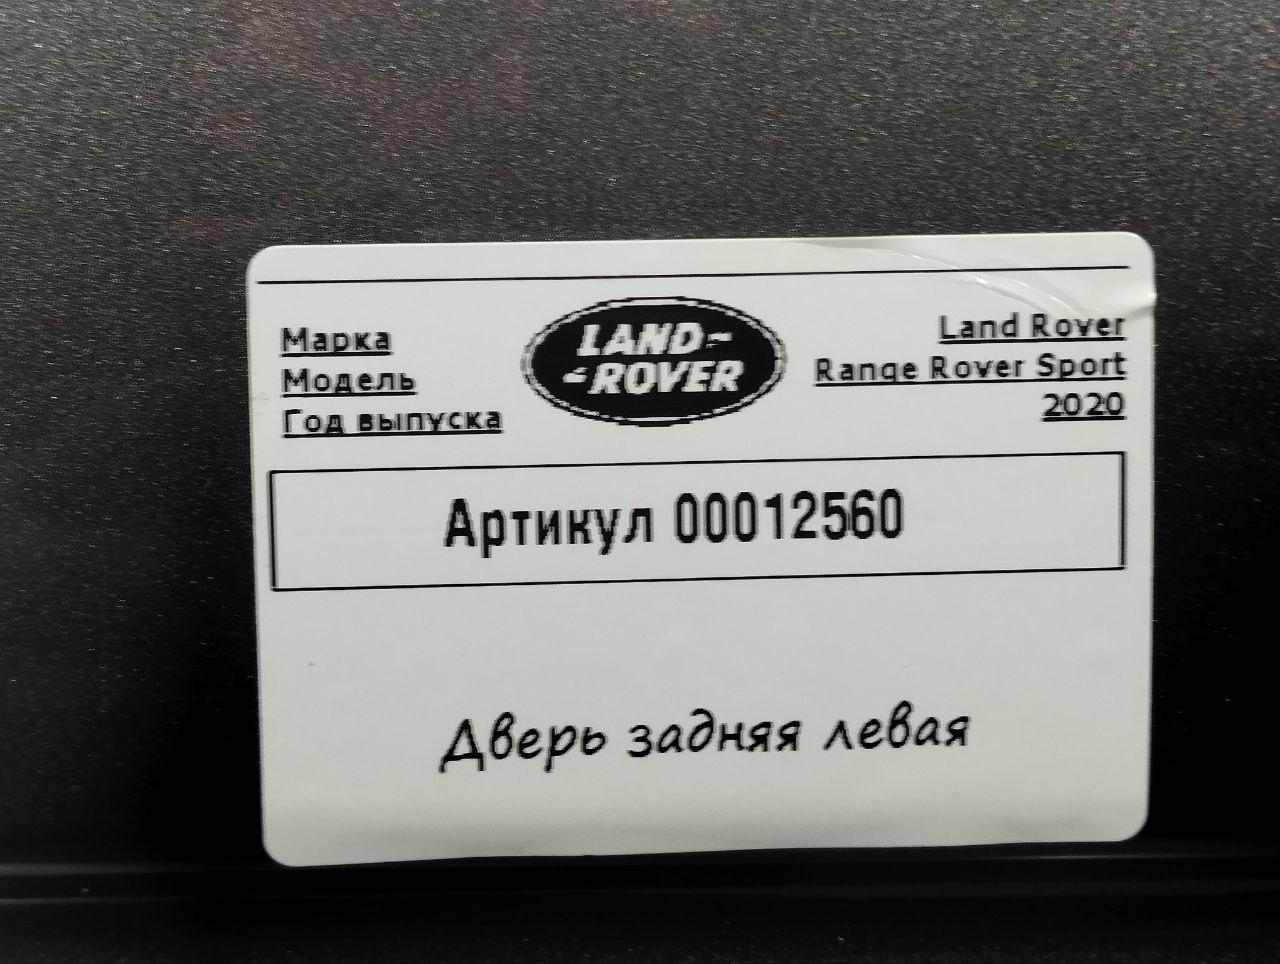 Марка
Модель
Год выпуска
LAND-
-ROVER
Land Rover
Range Rover Sport
2020
Артикул 00012560
Дверь задняя левая